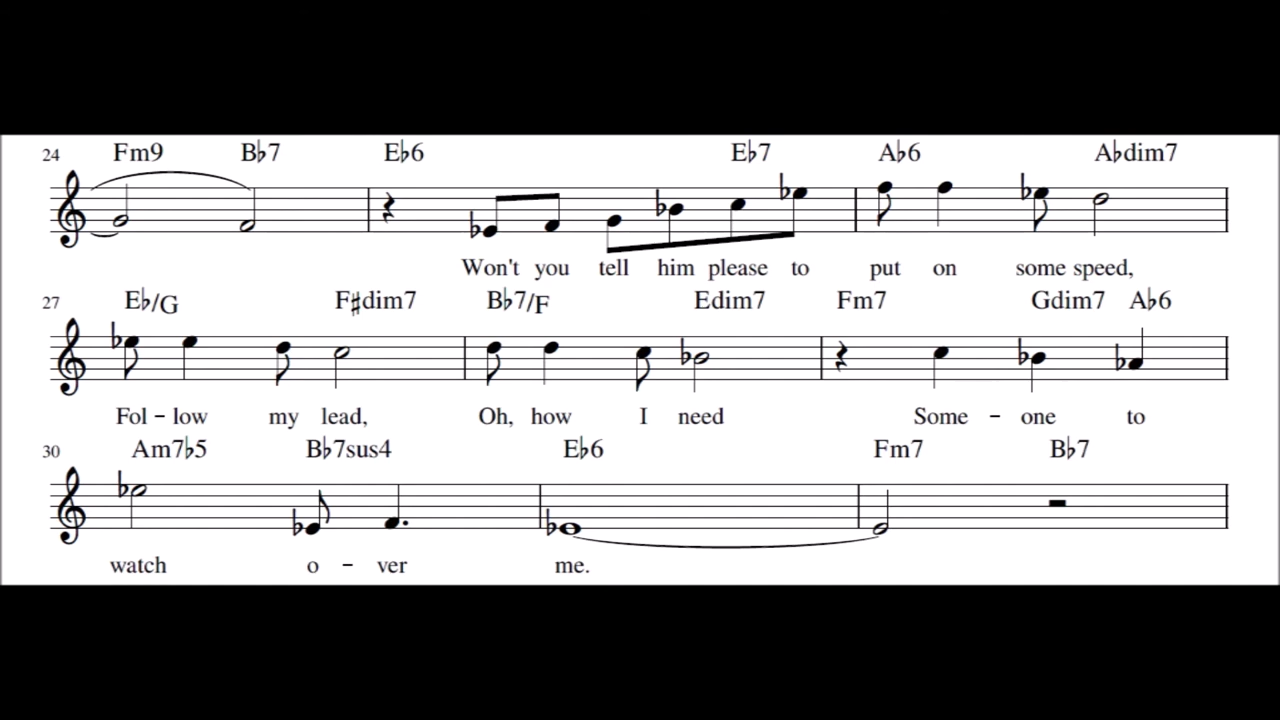 24 Fm9 B♭7 E♭6 E♭7 A♭6 A♭dim7
Won't you tell him please to put on some speed,
27 E♭/G F♯dim7 B♭7/F Edim7 Fm7 Gdim7 A♭6
Fol - low my lead, Oh, how I need Some - one to
30 Am7♭5 B♭7sus4 E♭6 Fm7 B♭7
watch o - ver me.